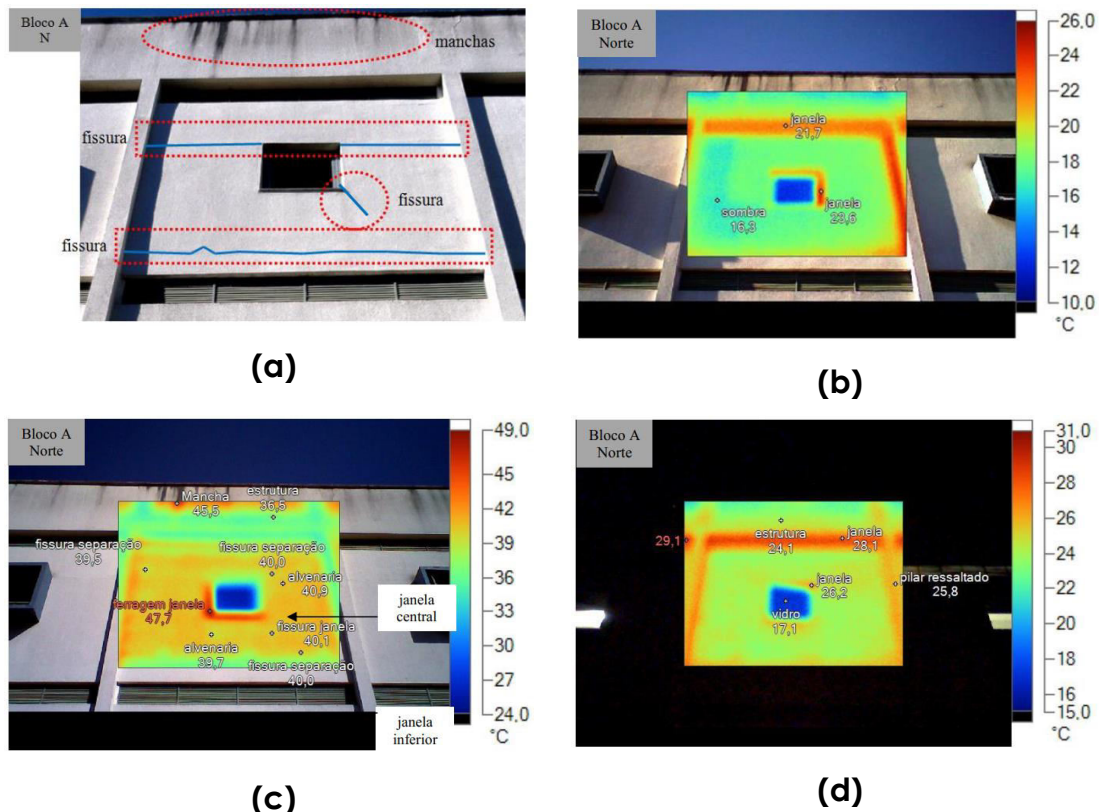 Bloco A
N
manchas
fissura
fissura
fissura
(a)
Bloco A
Norte
janela
21,7
sombra
16,3
janela
23,6
26,0
24
22
20
18
16
14
12
10,0
°C
(b)
Bloco A
Norte
Mancha
45,5
estrutura
36,5
fissura separação
39,5
fissura separação
40,0
alvenaria
40,9
ferragem janela
47,7
janela
central
fissura janela
40,1
alvenaria
39,7
fissura separação
40,0
janela
inferior
49,0
45
42
39
36
33
30
27
24,0
°C
(c)
Bloco A
Norte
29,1
estrutura
24,1
janela
28,1
janela
26,2
pilar ressaltado
25,8
vidro
17,1
31,0
30
28
26
24
22
20
18
16
15,0
°C
(d)